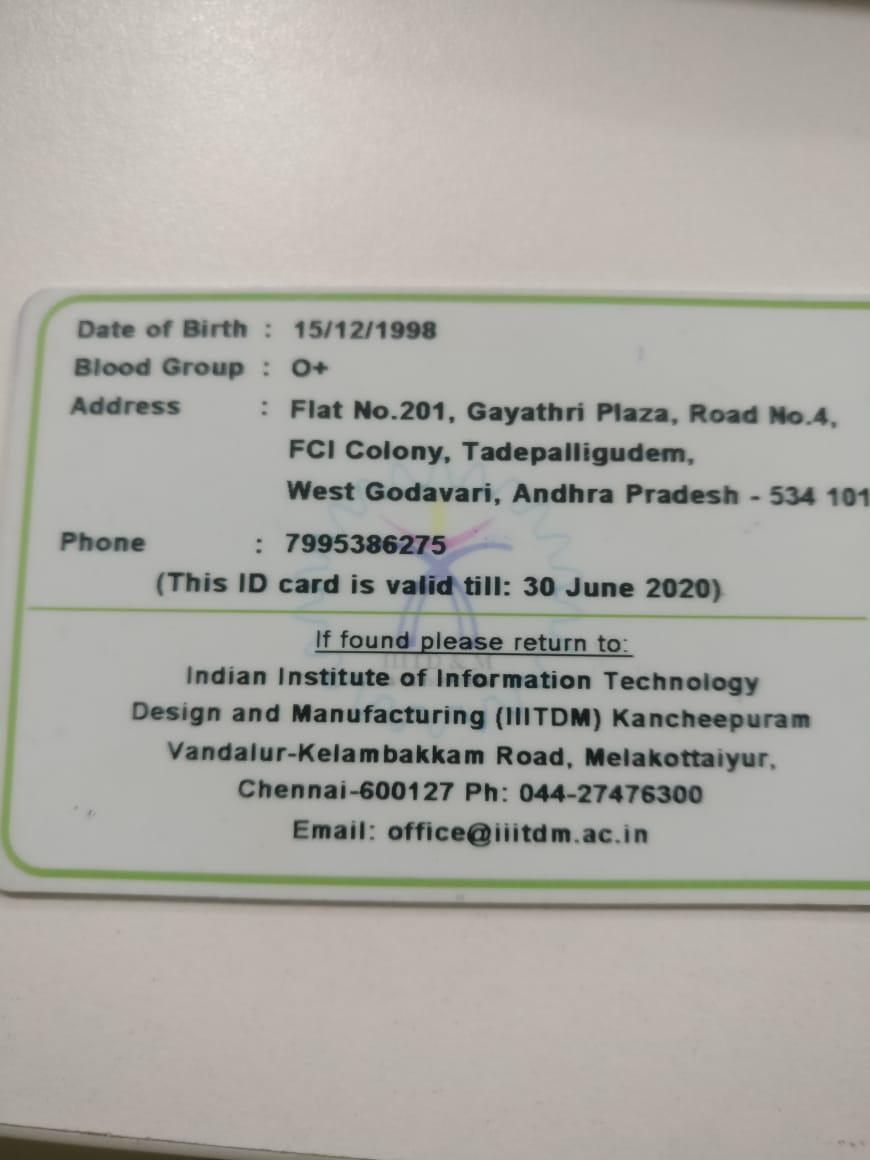 Date of Birth : 15/12/1998
Blood Group : O+
Address : Flat No.201, Gayathri Plaza, Road No.4,
FCI Colony, Tadepalligudem,
West Godavari, Andhra Pradesh - 534 101
Phone : 7995386275
(This ID card is valid till: 30 June 2020)
If found please return to:
IIITD & M
Indian Institute of Information Technology
Design and Manufacturing (IIITDM) Kancheepuram
Vandalur-Kelambakkam Road, Melakottaiyur,
Chennai-600127 Ph: 044-27476300
Email: office@iiitdm.ac.in